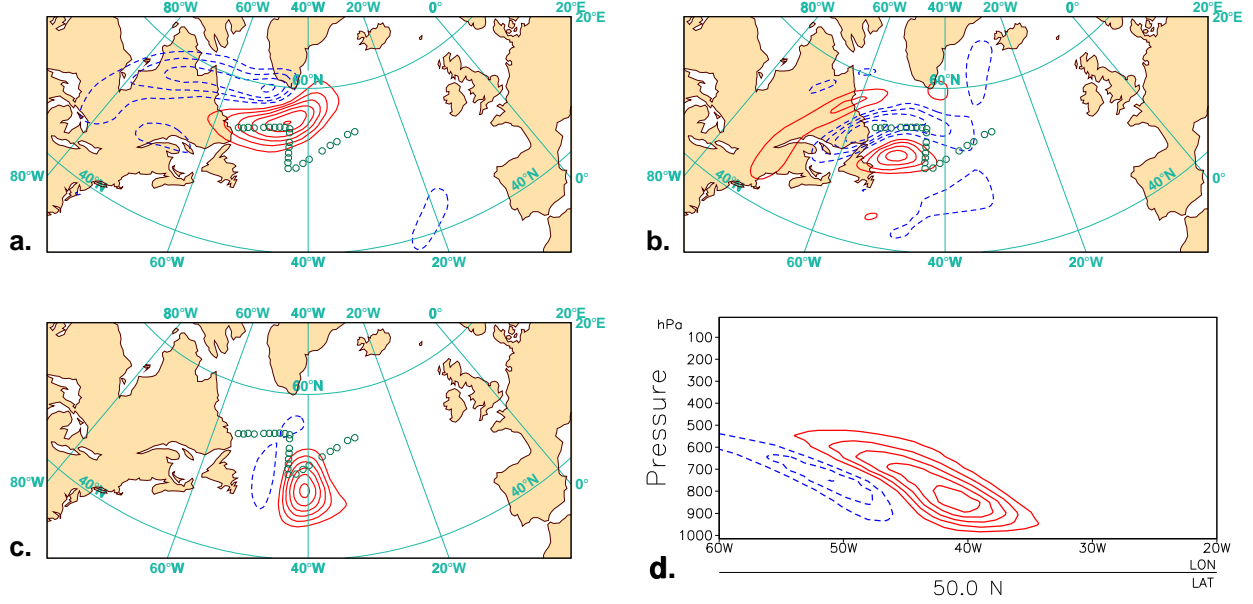 80°W 60°W 40°W 20°W 0° 20°E
20°E
60°N
80°W 40°N 40°N 0°
a.
60°W 40°W 20°W
80°W 60°W 40°W 20°W 0° 20°E
60°N
80°W 40°N 40°N 0°
b.
60°W 40°W 20°W
80°W 60°W 40°W 20°W 0° 20°E
20°E
60°N
80°W 40°N 40°N 0°
c.
60°W 40°W 20°W
hPa
100
200
300
400
500
600
700
800
900
1000
Pressure
60W 50W 40W 30W 20W
d.
LON
50.0 N LAT